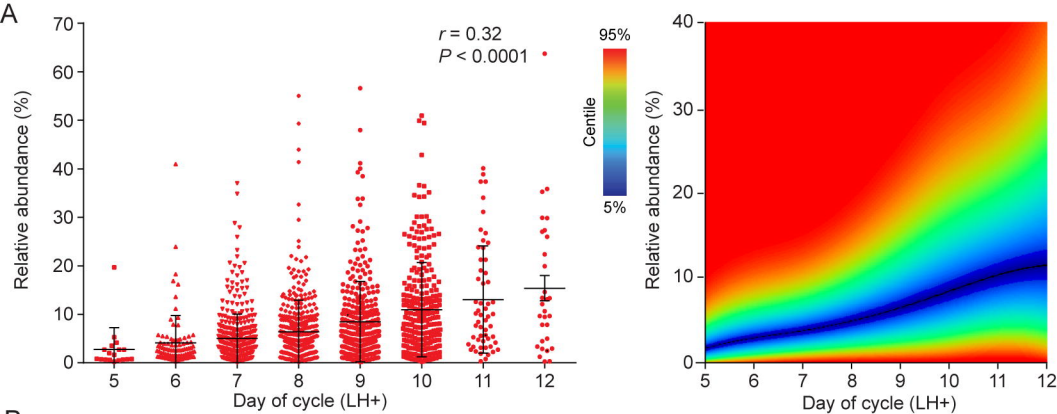 A
Relative abundance (%)
70
60
50
40
30
20
10
0
r = 0.32
P < 0.0001
5 6 7 8 9 10 11 12
Day of cycle (LH+)
95%
Centile
5%
Relative abundance (%)
40
30
20
10
0
5 6 7 8 9 10 11 12
Day of cycle (LH+)